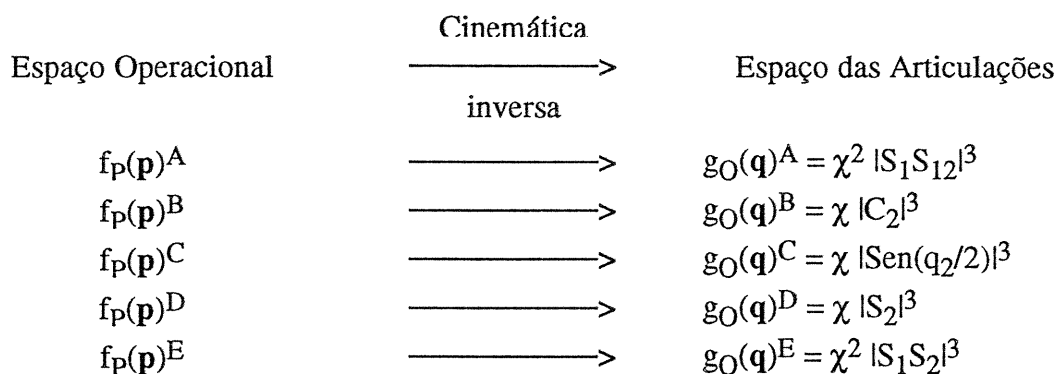 Cinemática
Espaço Operacional ————> Espaço das Articulações
inversa
f_P(p)^A ————> g_O(q)^A = χ² |S₁S₁₂|³
f_P(p)^B ————> g_O(q)^B = χ |C₂|³
f_P(p)^C ————> g_O(q)^C = χ |Sen(q₂/2)|³
f_P(p)^D ————> g_O(q)^D = χ |S₂|³
f_P(p)^E ————> g_O(q)^E = χ² |S₁S₂|³